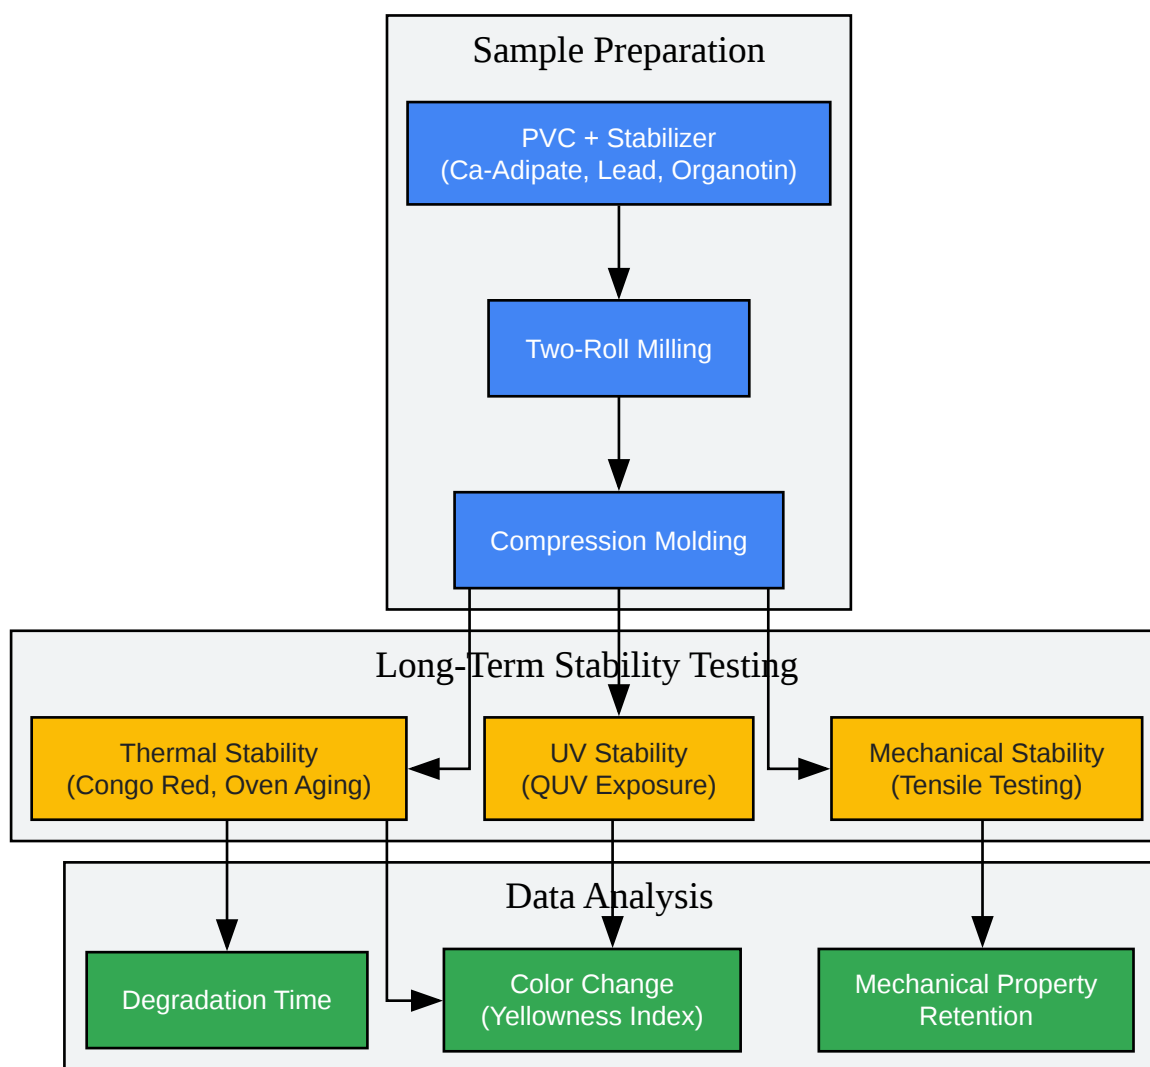 Sample Preparation
PVC + Stabilizer
(Ca-Adipate, Lead, Organotin)
Two-Roll Milling
Compression Molding
Long-Term Stability Testing
Thermal Stability
(Congo Red, Oven Aging)
UV Stability
(QUV Exposure)
Mechanical Stability
(Tensile Testing)
Data Analysis
Degradation Time
Color Change
(Yellowness Index)
Mechanical Property
Retention